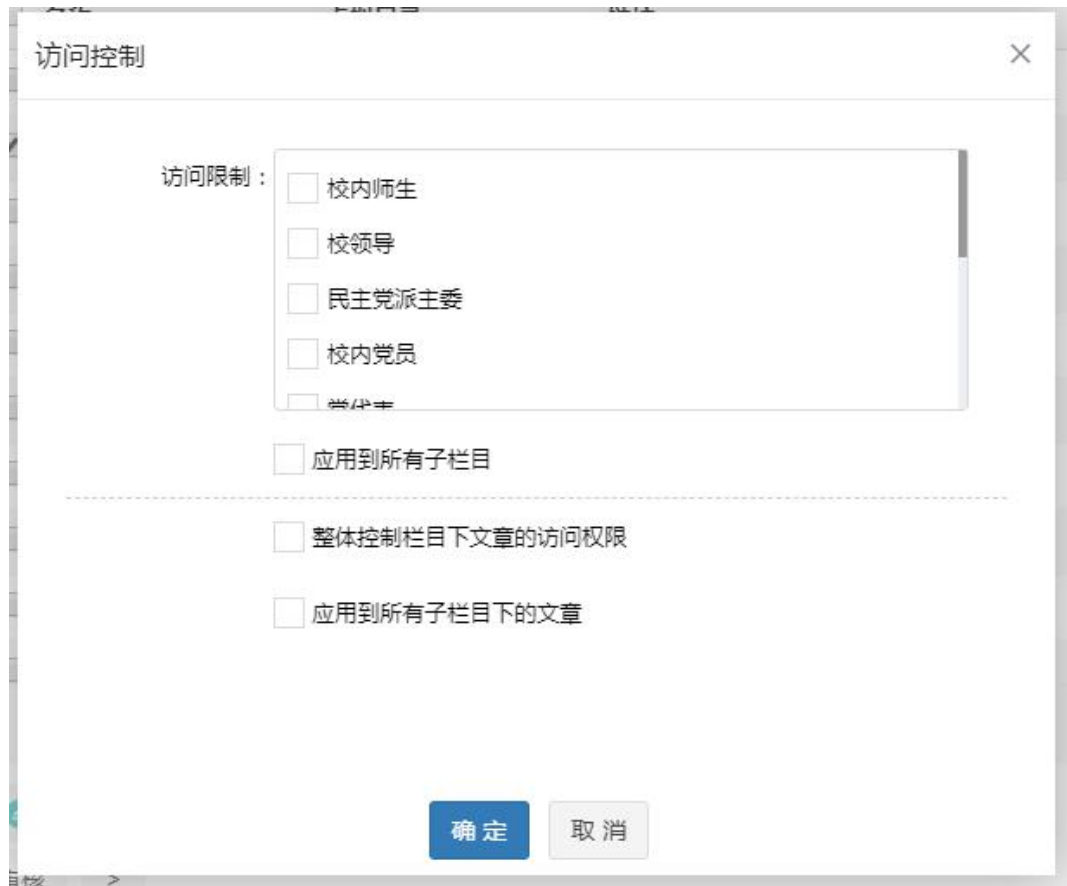 访问控制
访问限制：
校内师生
校领导
民主党派主委
校内党员
党代表
应用到所有子栏目
整体控制栏目下文章的访问权限
应用到所有子栏目下的文章
确定
取消
>